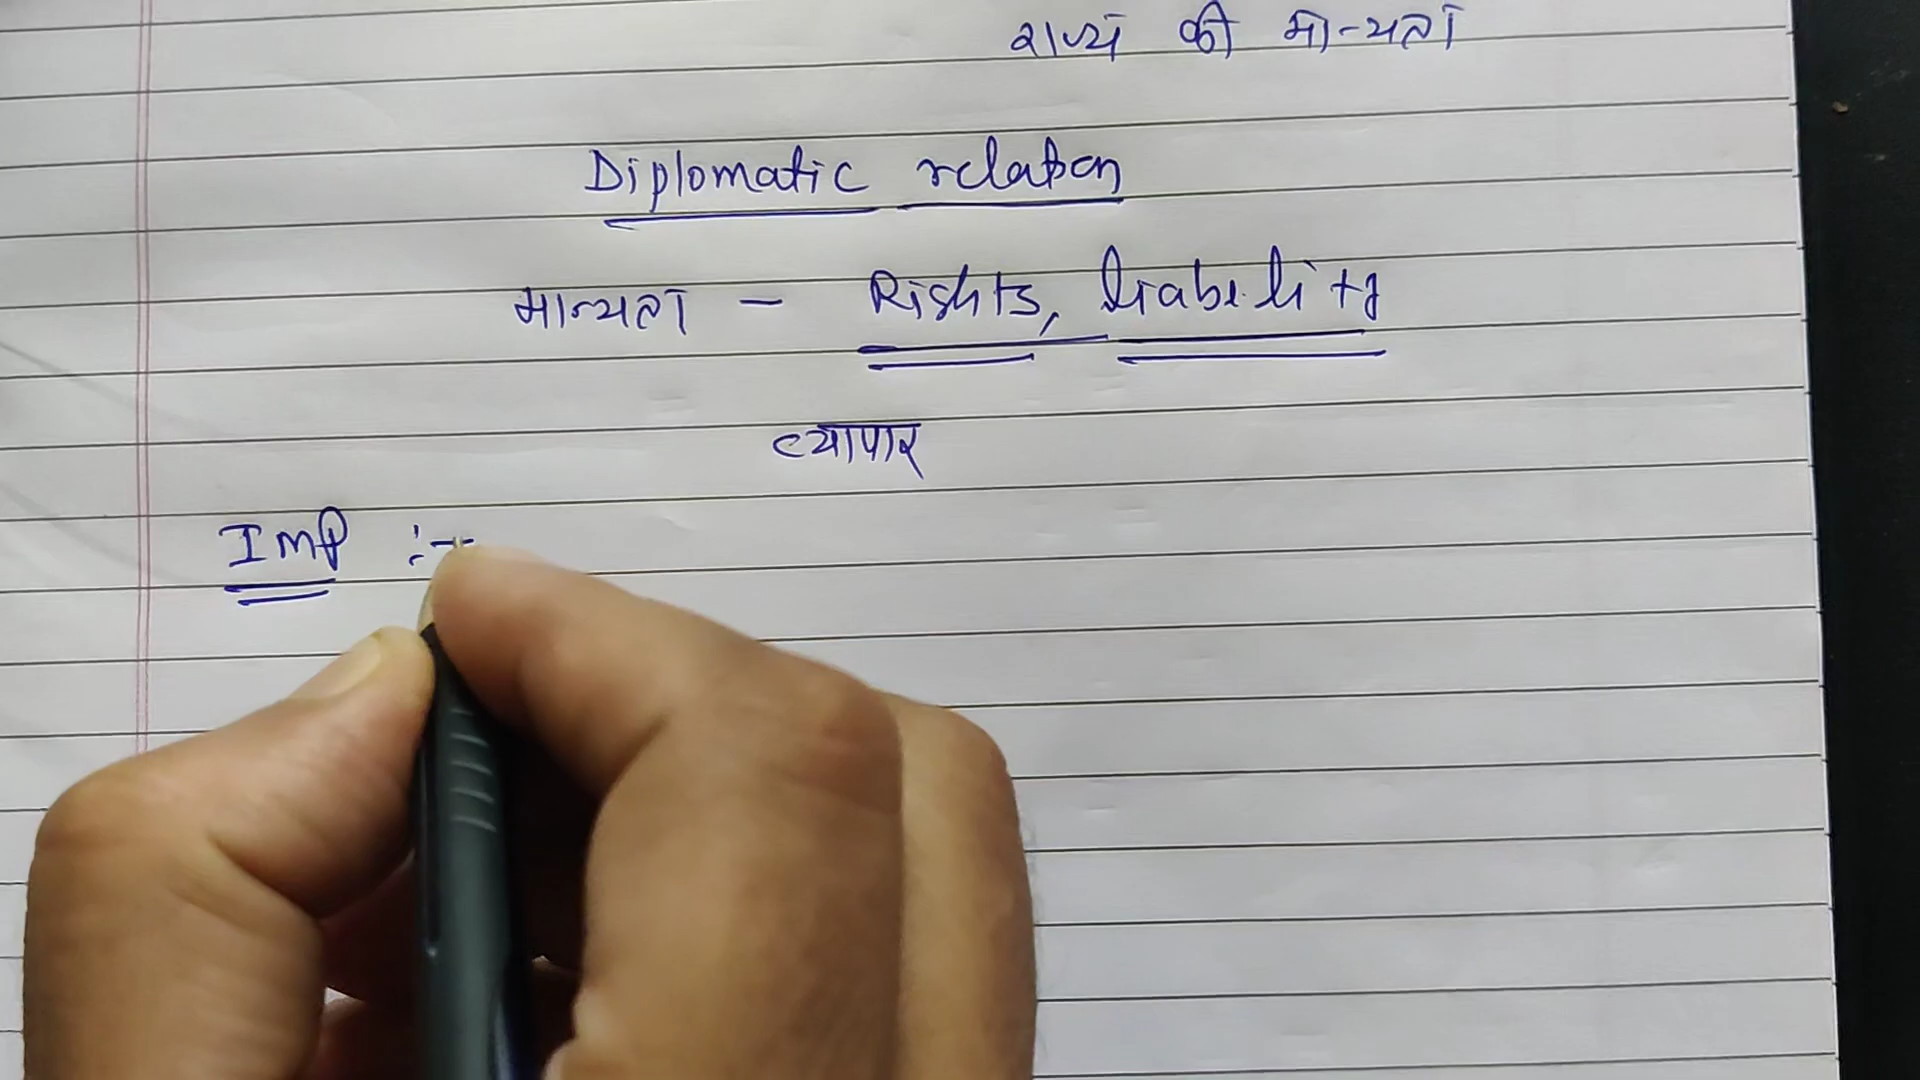 राज्य की मान्यता
Diplomatic relation
मान्यता - Rights, liability
व्यापार
Imp :-